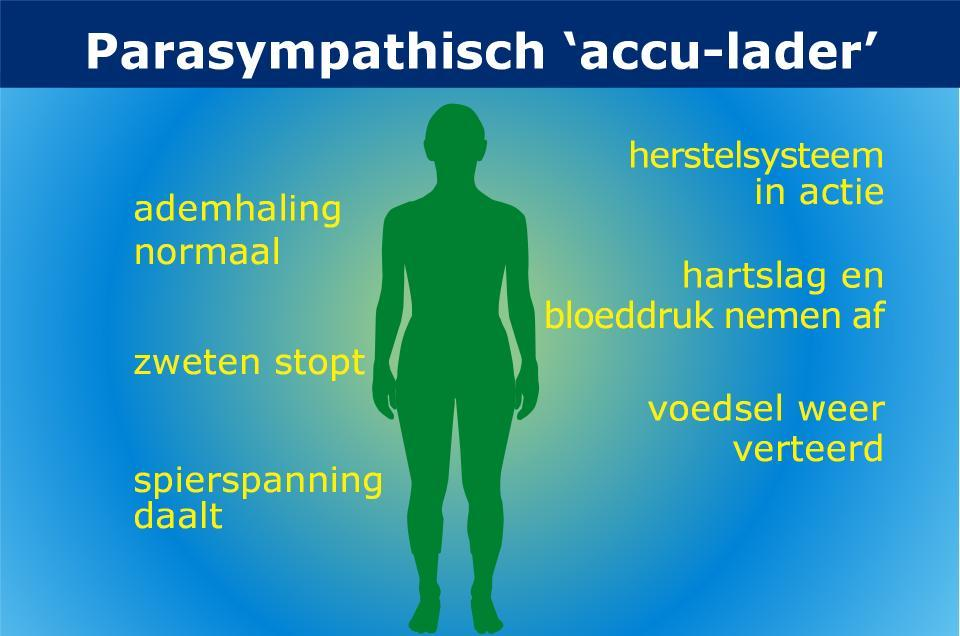 Parasympathisch ‘accu-lader’
ademhaling
normaal
zweten stopt
spierspanning
daalt
herstelsysteem
in actie
hartslag en
bloeddruk nemen af
voedsel weer
verteerd